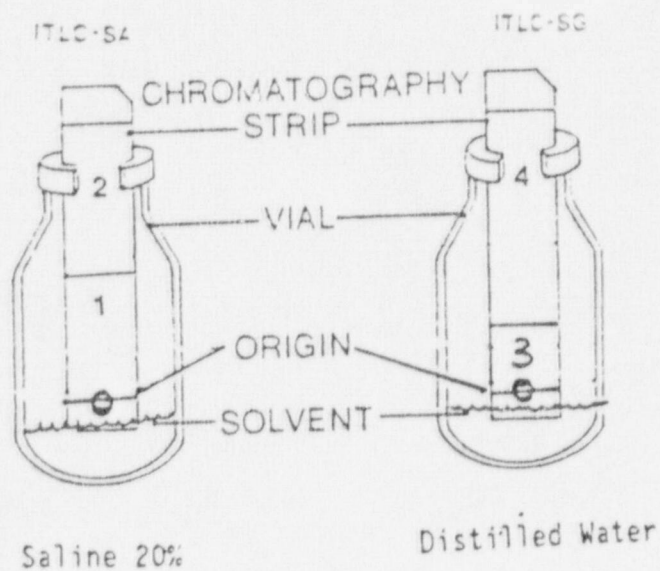 ITLC-SA
ITLC-SG
CHROMATOGRAPHY
STRIP
2
4
VIAL
1
3
ORIGIN
SOLVENT
Saline 20%
Distilled Water